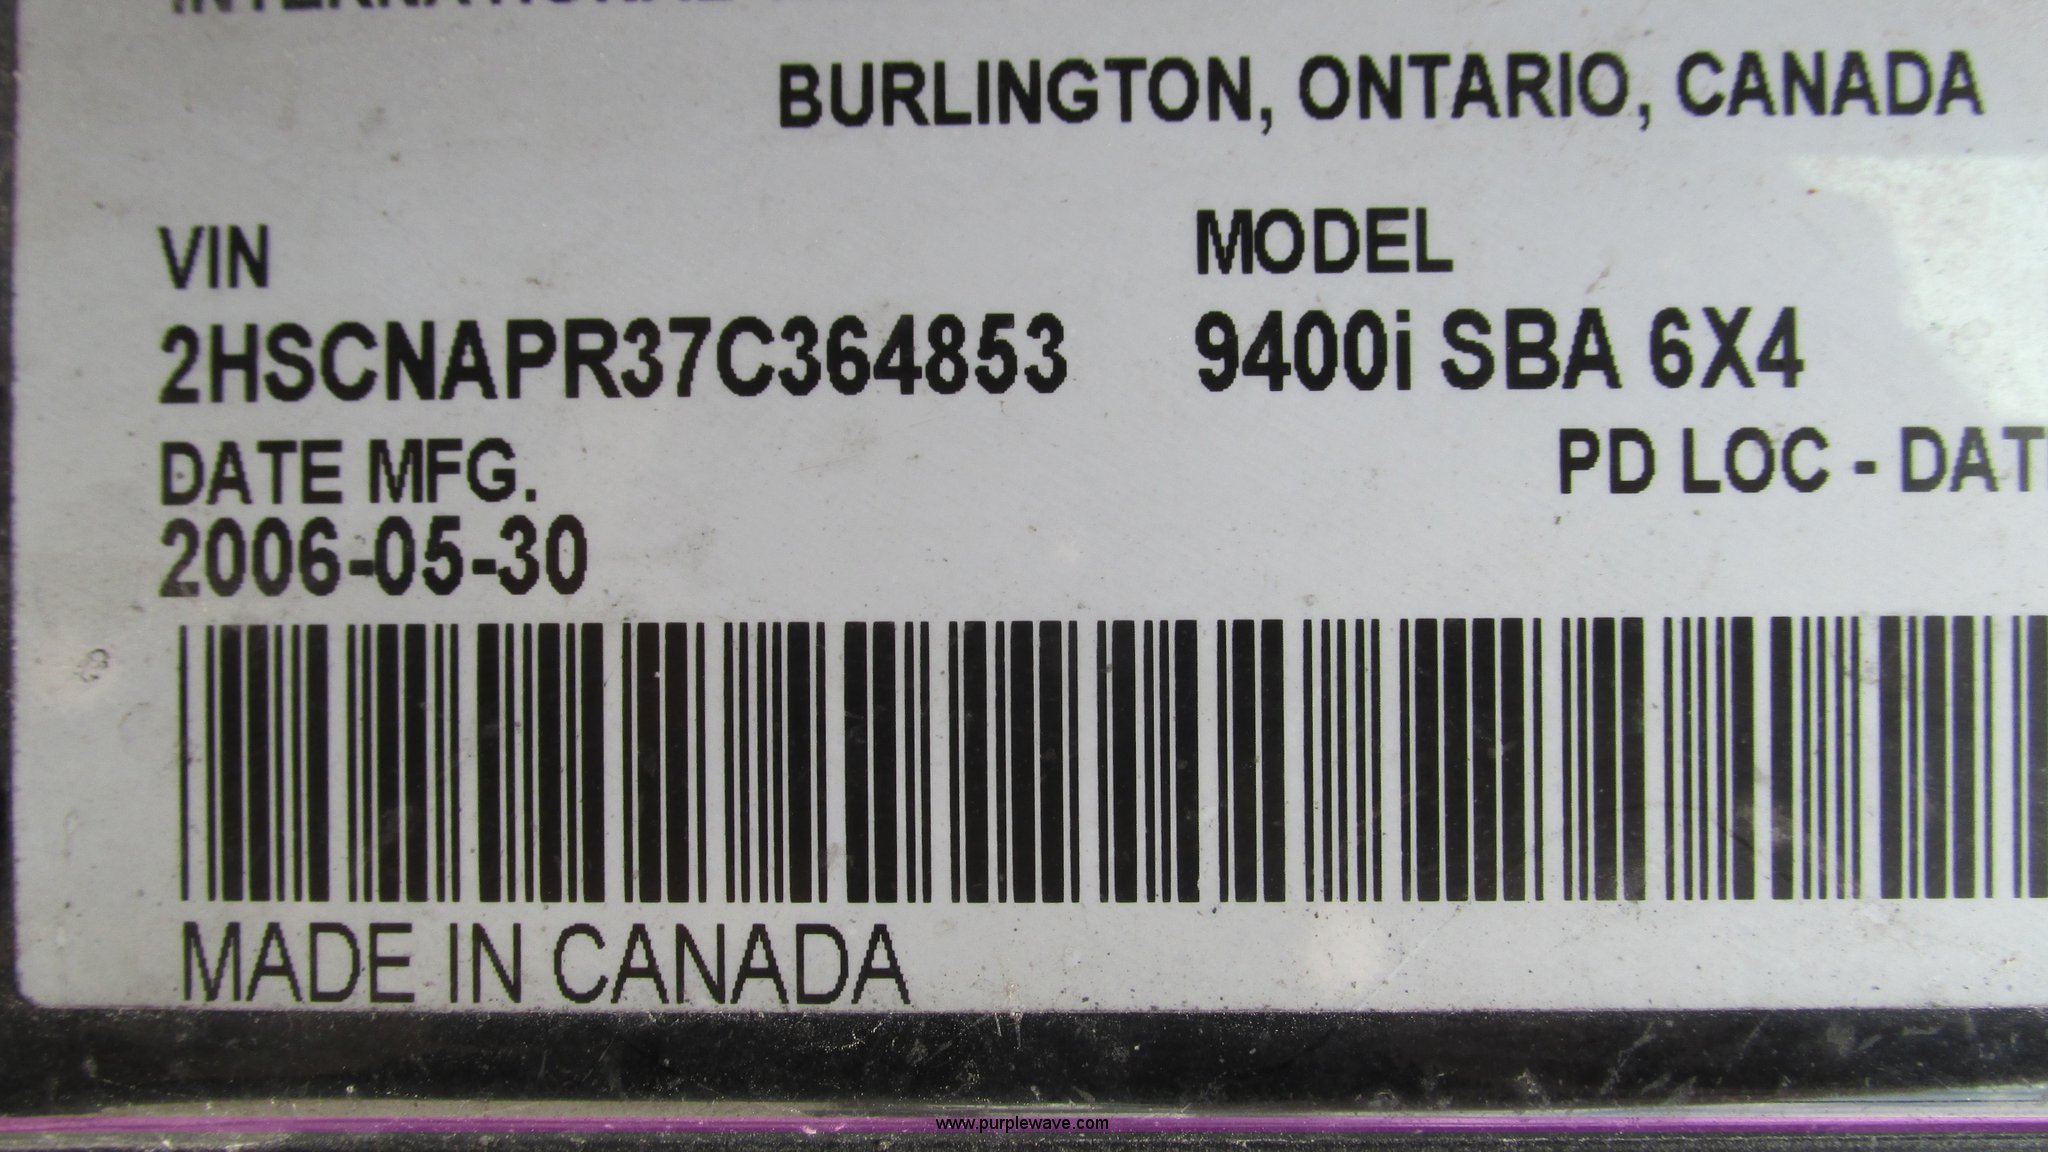 INTERNATIONAL
BURLINGTON, ONTARIO, CANADA
VIN
MODEL
2HSCNAPR37C364853
9400i SBA 6X4
DATE MFG.
PD LOC - DAT
2006-05-30
MADE IN CANADA
www.purplewave.com